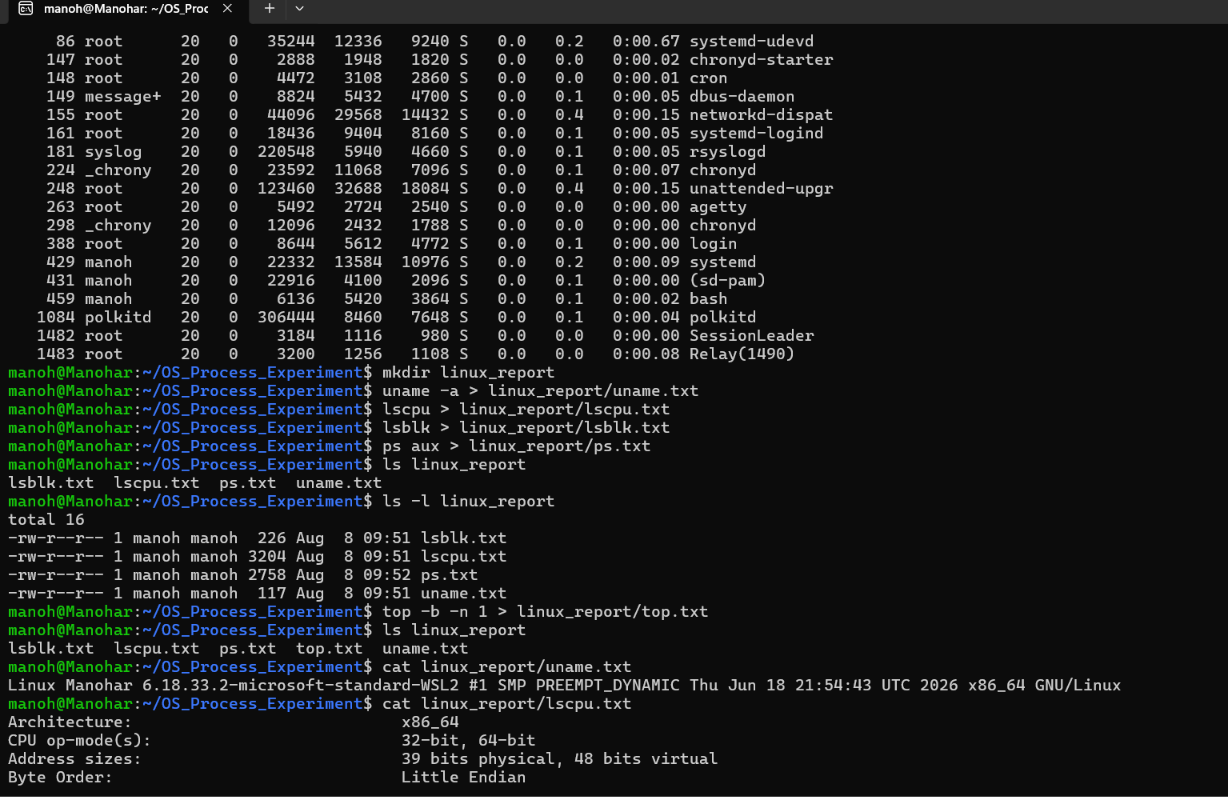 manoh@Manohar: ~/OS_Proc
86 root 20 0 35244 12336 9240 S 0.0 0.2 0:00.67 systemd-udevd
147 root 20 0 2888 1948 1820 S 0.0 0.0 0:00.02 chronyd-starter
148 root 20 0 4472 3108 2860 S 0.0 0.0 0:00.01 cron
149 message+ 20 0 8824 5432 4700 S 0.0 0.1 0:00.05 dbus-daemon
155 root 20 0 44096 29568 14432 S 0.0 0.4 0:00.15 networkd-dispat
161 root 20 0 18436 9404 8160 S 0.0 0.1 0:00.05 systemd-logind
181 syslog 20 0 220548 5940 4660 S 0.0 0.1 0:00.05 rsyslogd
224 _chrony 20 0 23592 11068 7096 S 0.0 0.1 0:00.07 chronyd
248 root 20 0 123460 32688 18084 S 0.0 0.4 0:00.15 unattended-upgr
263 root 20 0 5492 2724 2540 S 0.0 0.0 0:00.00 agetty
298 _chrony 20 0 12096 2432 1788 S 0.0 0.0 0:00.00 chronyd
388 root 20 0 8644 5612 4772 S 0.0 0.1 0:00.00 login
429 manoh 20 0 22332 13584 10976 S 0.0 0.2 0:00.09 systemd
431 manoh 20 0 22916 4100 2096 S 0.0 0.1 0:00.00 (sd-pam)
459 manoh 20 0 6136 5420 3864 S 0.0 0.1 0:00.02 bash
1084 polkitd 20 0 306444 8460 7648 S 0.0 0.1 0:00.04 polkitd
1482 root 20 0 3184 1116 980 S 0.0 0.0 0:00.00 SessionLeader
1483 root 20 0 3200 1256 1108 S 0.0 0.0 0:00.08 Relay(1490)
manoh@Manohar:~/OS_Process_Experiment$ mkdir linux_report
manoh@Manohar:~/OS_Process_Experiment$ uname -a > linux_report/uname.txt
manoh@Manohar:~/OS_Process_Experiment$ lscpu > linux_report/lscpu.txt
manoh@Manohar:~/OS_Process_Experiment$ lsblk > linux_report/lsblk.txt
manoh@Manohar:~/OS_Process_Experiment$ ps aux > linux_report/ps.txt
manoh@Manohar:~/OS_Process_Experiment$ ls linux_report
lsblk.txt lscpu.txt ps.txt uname.txt
manoh@Manohar:~/OS_Process_Experiment$ ls -l linux_report
total 16
-rw-r--r-- 1 manoh manoh 226 Aug 8 09:51 lsblk.txt
-rw-r--r-- 1 manoh manoh 3204 Aug 8 09:51 lscpu.txt
-rw-r--r-- 1 manoh manoh 2758 Aug 8 09:52 ps.txt
-rw-r--r-- 1 manoh manoh 117 Aug 8 09:51 uname.txt
manoh@Manohar:~/OS_Process_Experiment$ top -b -n 1 > linux_report/top.txt
manoh@Manohar:~/OS_Process_Experiment$ ls linux_report
lsblk.txt lscpu.txt ps.txt top.txt uname.txt
manoh@Manohar:~/OS_Process_Experiment$ cat linux_report/uname.txt
Linux Manohar 6.18.33.2-microsoft-standard-WSL2 #1 SMP PREEMPT_DYNAMIC Thu Jun 18 21:54:43 UTC 2026 x86_64 GNU/Linux
manoh@Manohar:~/OS_Process_Experiment$ cat linux_report/lscpu.txt
Architecture: x86_64
CPU op-mode(s): 32-bit, 64-bit
Address sizes: 39 bits physical, 48 bits virtual
Byte Order: Little Endian